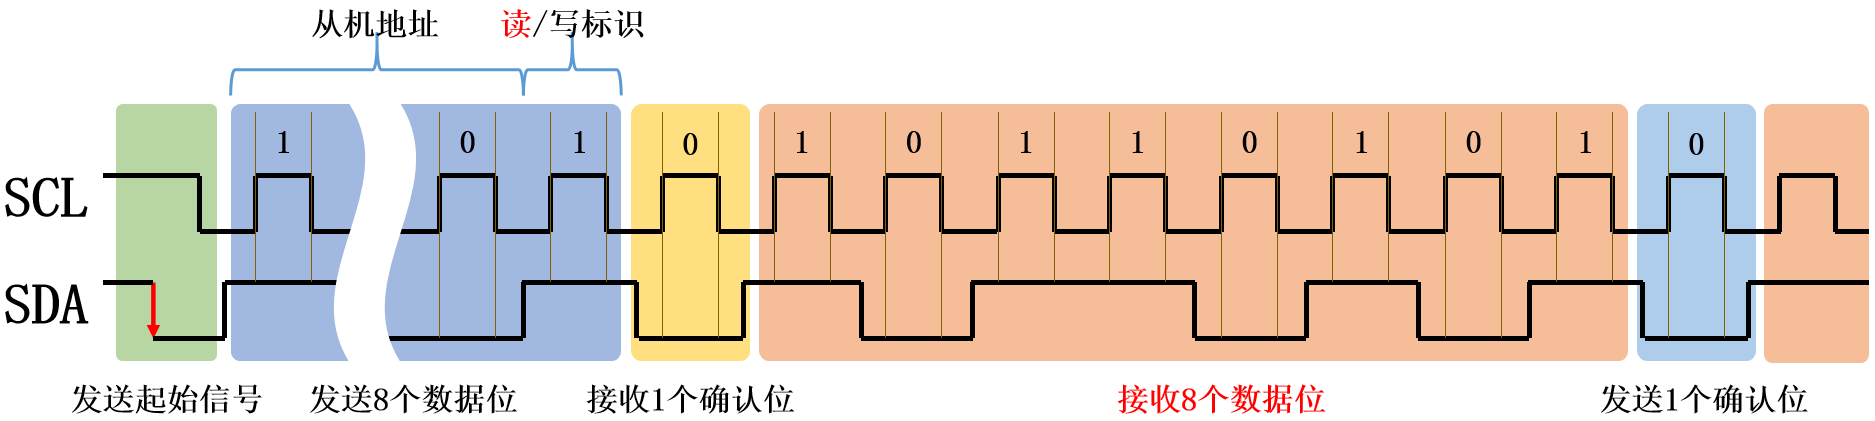 从机地址 读/写标识
1 0 1 0 1 0 1 1 0 1 0 1 0
SCL
SDA
发送起始信号 发送8个数据位 接收1个确认位 接收8个数据位 发送1个确认位